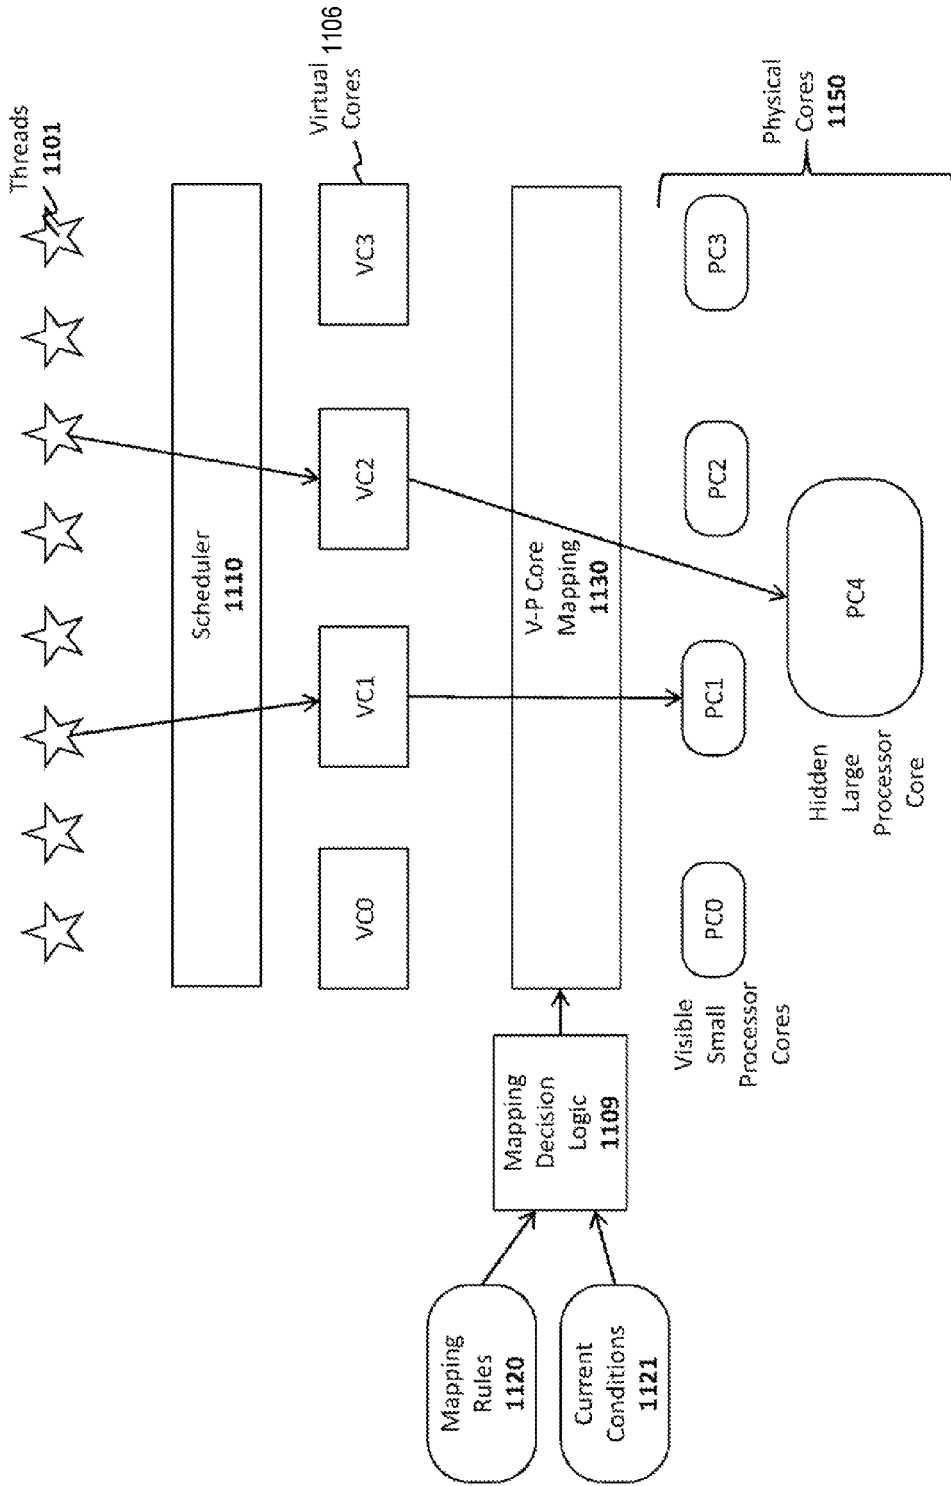 Threads
1101
Scheduler
1110
Virtual 1106
Cores
VC0
VC1
VC2
VC3
Mapping
Rules
1120
Current
Conditions
1121
Mapping
Decision
Logic
1109
V-P Core
Mapping
1130
Visible
Small
Processor
Cores
PC0
PC1
PC2
PC3
Physical
Cores
1150
Hidden
Large
Processor
Core
PC4